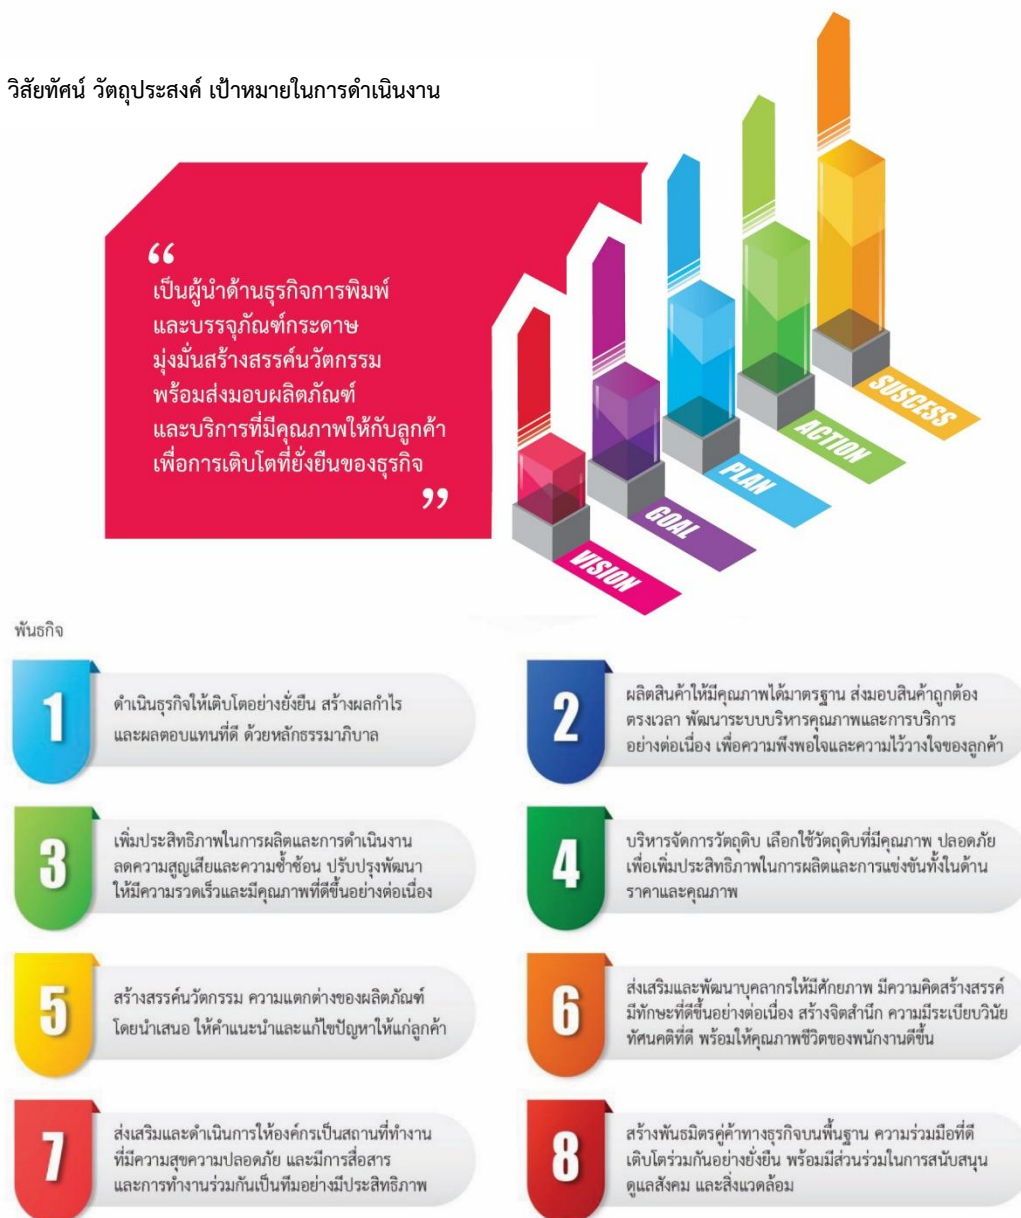 วิสัยทัศน์ วัตถุประสงค์ เป้าหมายในการดำเนินงาน
“
เป็นผู้นำด้านธุรกิจการพิมพ์
และบรรจุภัณฑ์กระดาษ
มุ่งมั่นสร้างสรรค์นวัตกรรม
พร้อมส่งมอบผลิตภัณฑ์
และบริการที่มีคุณภาพให้กับลูกค้า
เพื่อการเติบโตที่ยั่งยืนของธุรกิจ
”
VISION
GOAL
PLAN
ACTION
SUSCESS
พันธกิจ
1
ดำเนินธุรกิจให้เติบโตอย่างยั่งยืน สร้างผลกำไร
และผลตอบแทนที่ดี ด้วยหลักธรรมาภิบาล
2
ผลิตสินค้าให้มีคุณภาพได้มาตรฐาน ส่งมอบสินค้าถูกต้อง
ตรงเวลา พัฒนาระบบบริหารคุณภาพและการบริการ
อย่างต่อเนื่อง เพื่อความพึงพอใจและความไว้วางใจของลูกค้า
3
เพิ่มประสิทธิภาพในการผลิตและการดำเนินงาน
ลดความสูญเสียและความซ้ำซ้อน ปรับปรุงพัฒนา
ให้มีความรวดเร็วและมีคุณภาพที่ดีขึ้นอย่างต่อเนื่อง
4
บริหารจัดการวัตถุดิบ เลือกใช้วัตถุดิบที่มีคุณภาพ ปลอดภัย
เพื่อเพิ่มประสิทธิภาพในการผลิตและการแข่งขันทั้งในด้าน
ราคาและคุณภาพ
5
สร้างสรรค์นวัตกรรม ความแตกต่างของผลิตภัณฑ์
โดยนำเสนอ ให้คำแนะนำและแก้ไขปัญหาให้แก่ลูกค้า
6
ส่งเสริมและพัฒนาบุคลากรให้มีศักยภาพ มีความคิดสร้างสรรค์
มีทักษะที่ดีขึ้นอย่างต่อเนื่อง สร้างจิตสำนึก ความมีระเบียบวินัย
ทัศนคติที่ดี พร้อมให้คุณภาพชีวิตของพนักงานดีขึ้น
7
ส่งเสริมและดำเนินการให้องค์กรเป็นสถานที่ทำงาน
ที่มีความสุขความปลอดภัย และมีการสื่อสาร
และการทำงานร่วมกันเป็นทีมอย่างมีประสิทธิภาพ
8
สร้างพันธมิตรคู่ค้าทางธุรกิจบนพื้นฐาน ความร่วมมือที่ดี
เติบโตร่วมกันอย่างยั่งยืน พร้อมมีส่วนร่วมในการสนับสนุน
ดูแลสังคม และสิ่งแวดล้อม